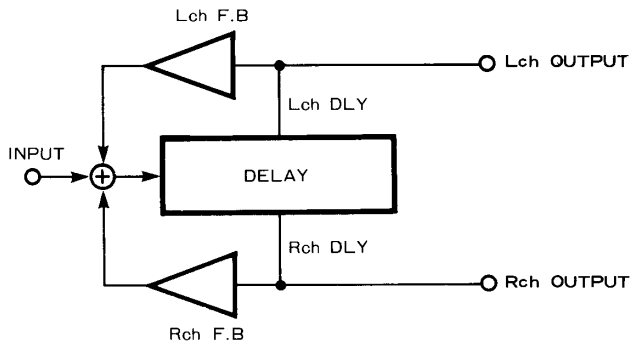 Lch F.B
Lch OUTPUT
Lch DLY
INPUT
DELAY
Rch DLY
Rch OUTPUT
Rch F.B